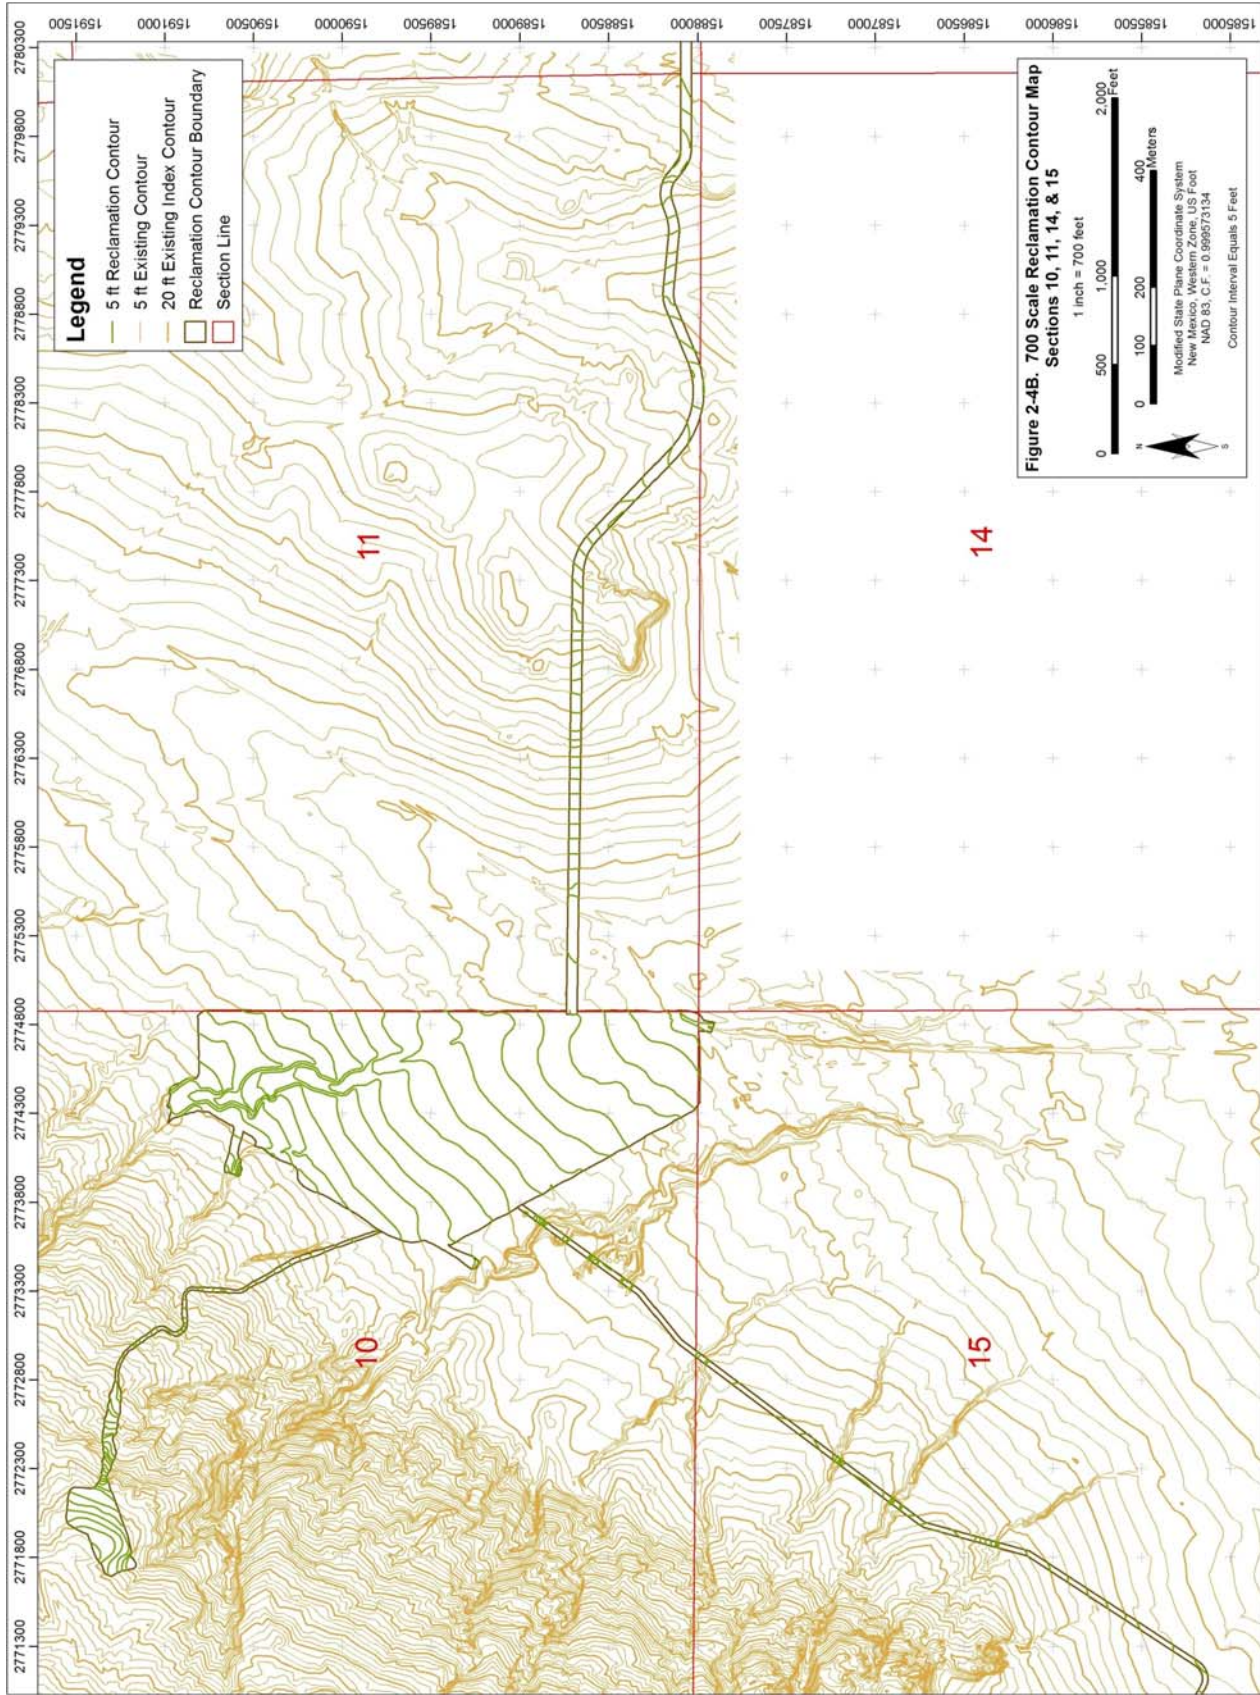 2771300
2771800
2772300
2772800
2773300
2773800
2774300
2774800
2775300
2775800
2776300
2776800
2777300
2777800
2778300
2778800
2779300
2779800
2780300
1591500
1591000
1590500
1590000
1589500
1589000
1588500
1588000
1587500
1587000
1586500
1586000
1585500
1585000
Legend
5 ft Reclamation Contour
5 ft Existing Contour
20 ft Existing Index Contour
Reclamation Contour Boundary
Section Line
10
11
15
14
Figure 2-4B. 700 Scale Reclamation Contour Map
Sections 10, 11, 14, & 15
1 inch = 700 feet
0 500 1,000 2,000
Feet
0 100 200 400
Meters
N
S
Modified State Plane Coordinate System
New Mexico, Western Zone, US Foot
NAD 83, C.F. = 0.999573134
Contour Interval Equals 5 Feet